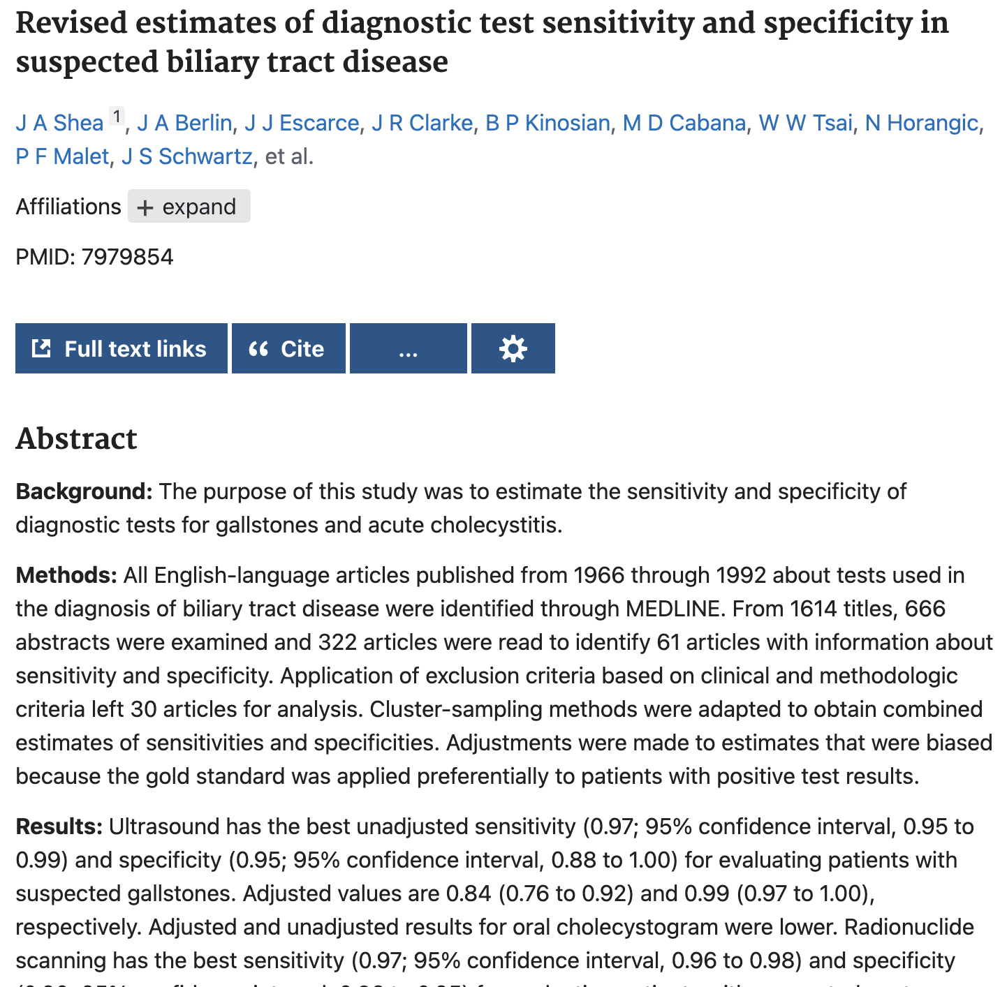 Revised estimates of diagnostic test sensitivity and specificity in
suspected biliary tract disease
J A Shea 1, J A Berlin, J J Escarce, J R Clarke, B P Kinosian, M D Cabana, W W Tsai, N Horangic,
P F Malet, J S Schwartz, et al.
Affiliations + expand
PMID: 7979854
Full text links “ Cite ...
Abstract
Background: The purpose of this study was to estimate the sensitivity and specificity of
diagnostic tests for gallstones and acute cholecystitis.
Methods: All English-language articles published from 1966 through 1992 about tests used in
the diagnosis of biliary tract disease were identified through MEDLINE. From 1614 titles, 666
abstracts were examined and 322 articles were read to identify 61 articles with information about
sensitivity and specificity. Application of exclusion criteria based on clinical and methodologic
criteria left 30 articles for analysis. Cluster-sampling methods were adapted to obtain combined
estimates of sensitivities and specificities. Adjustments were made to estimates that were biased
because the gold standard was applied preferentially to patients with positive test results.
Results: Ultrasound has the best unadjusted sensitivity (0.97; 95% confidence interval, 0.95 to
0.99) and specificity (0.95; 95% confidence interval, 0.88 to 1.00) for evaluating patients with
suspected gallstones. Adjusted values are 0.84 (0.76 to 0.92) and 0.99 (0.97 to 1.00),
respectively. Adjusted and unadjusted results for oral cholecystogram were lower. Radionuclide
scanning has the best sensitivity (0.97; 95% confidence interval, 0.96 to 0.98) and specificity